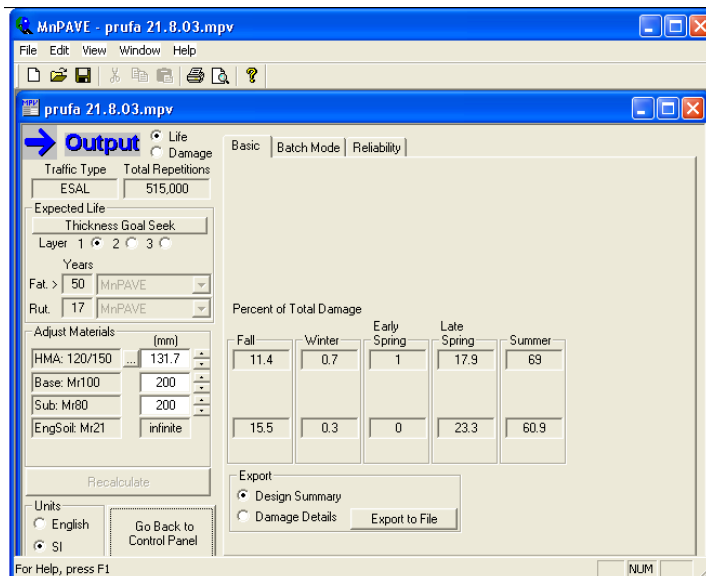 MnPAVE - prufa 21.8.03.mpv
File Edit View Window Help
MPV prufa 21.8.03.mpv
Output
Life
Damage
Traffic Type Total Repetitions
ESAL 515,000
Expected Life
Thickness Goal Seek
Layer 1 2 3
Years
Fat. > 50 MnPAVE
Rut. 17 MnPAVE
Adjust Materials
(mm)
HMA: 120/150 ... 131.7
Base: Mr100 200
Sub: Mr80 200
EngSoil: Mr21 infinite
Recalculate
Units
English
SI
Go Back to
Control Panel
Basic Batch Mode Reliability
Percent of Total Damage
Fall Winter Early Spring Late Spring Summer
11.4 0.7 1 17.9 69
15.5 0.3 0 23.3 60.9
Export
Design Summary
Damage Details Export to File
For Help, press F1 NUM